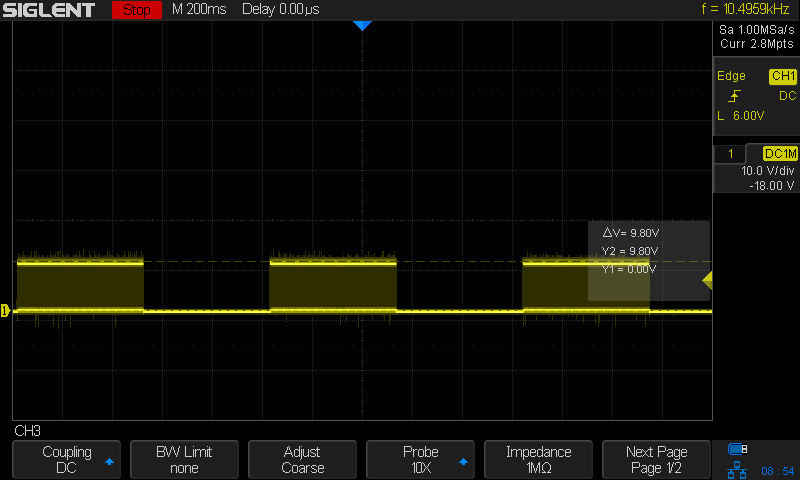 SIGLENT Stop M 200ms Delay 0.00µs f = 10.4959kHz
Sa 1.00MSa/s
Curr 2.8Mpts
Edge CH1
DC
L 6.00V
1 DC1M
10.0 V/div
-18.00 V
△V= 9.80V
Y2 = 9.80V
Y1 = 0.00V
1
CH3
Coupling
DC
BW Limit
none
Adjust
Coarse
Probe
10X
Impedance
1MΩ
Next Page
Page 1/2
08 : 54